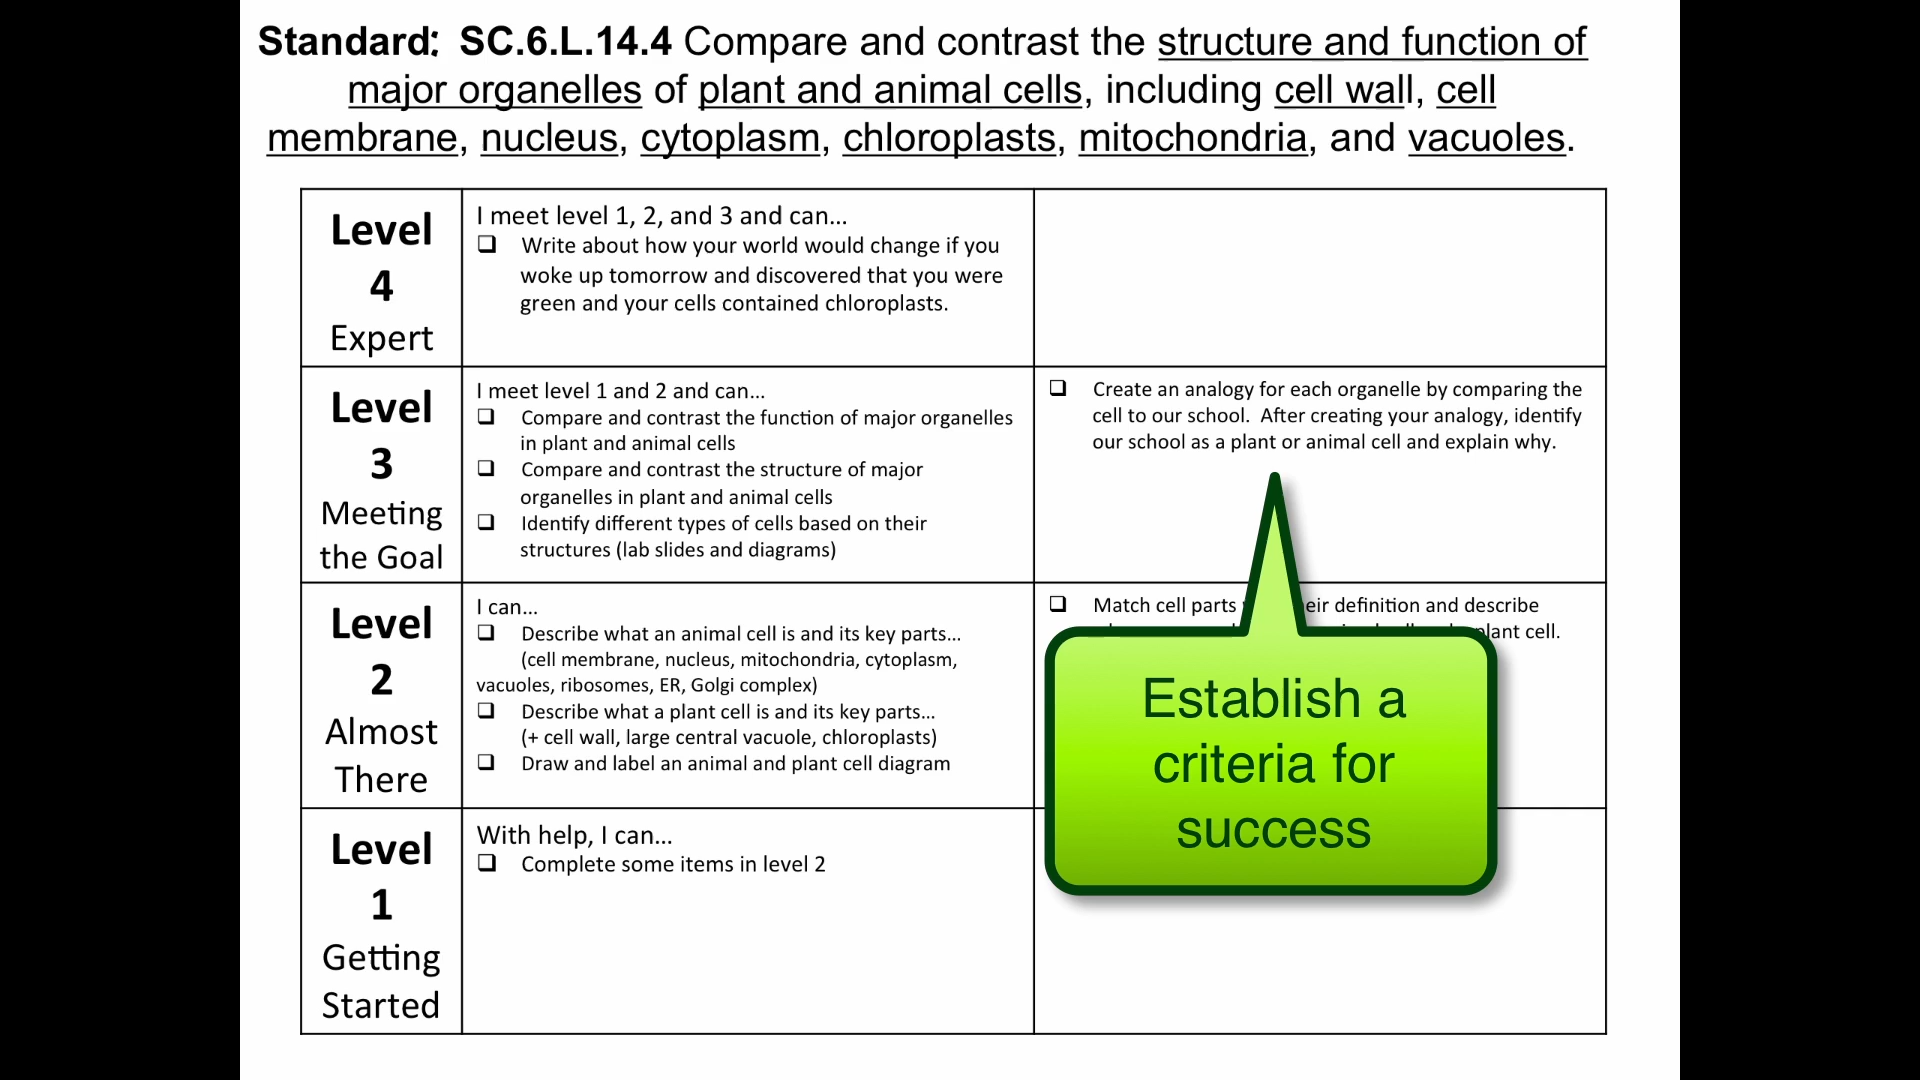 Standard: SC.6.L.14.4 Compare and contrast the structure and function of
major organelles of plant and animal cells, including cell wall, cell
membrane, nucleus, cytoplasm, chloroplasts, mitochondria, and vacuoles.
Level
4
Expert
I meet level 1, 2, and 3 and can...
❑ Write about how your world would change if you
woke up tomorrow and discovered that you were
green and your cells contained chloroplasts.
Level
3
Meeting
the Goal
I meet level 1 and 2 and can...
❑ Compare and contrast the function of major organelles
in plant and animal cells
❑ Compare and contrast the structure of major
organelles in plant and animal cells
❑ Identify different types of cells based on their
structures (lab slides and diagrams)
❑ Create an analogy for each organelle by comparing the
cell to our school. After creating your analogy, identify
our school as a plant or animal cell and explain why.
Level
2
Almost
There
I can...
❑ Describe what an animal cell is and its key parts...
(cell membrane, nucleus, mitochondria, cytoplasm,
vacuoles, ribosomes, ER, Golgi complex)
❑ Describe what a plant cell is and its key parts...
(+ cell wall, large central vacuole, chloroplasts)
❑ Draw and label an animal and plant cell diagram
❑ Match cell parts definition and describe
plant cell.
Establish a
criteria for
success
Level
1
Getting
Started
With help, I can...
❑ Complete some items in level 2